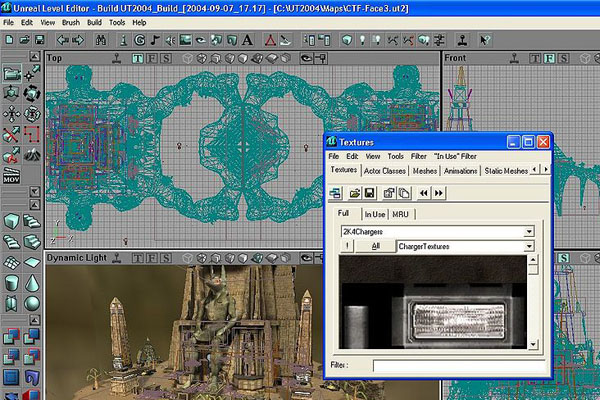 Unreal Level Editor - Build UT2004_Build_[2004-09-07_17.17] - [C:\UT2004\Maps\CTF-Face3.ut2]
File Edit View Brush Build Tools Help
Top T F S
Front T F S
MOV
Textures
File Edit View Tools Filter "In Use" Filter
Textures Actor Classes Meshes Animations Static Meshes
Full In Use MRU
2K4Chargers
! All ChargerTextures
Filter :
Dynamic Light T F S
S